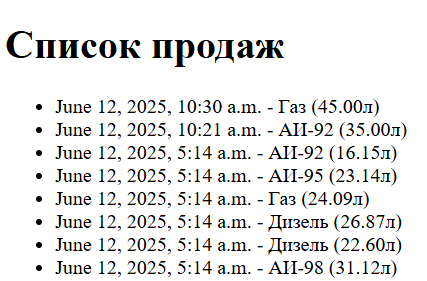 Список продаж
June 12, 2025, 10:30 a.m. - Газ (45.00л)
June 12, 2025, 10:21 a.m. - АИ-92 (35.00л)
June 12, 2025, 5:14 a.m. - АИ-92 (16.15л)
June 12, 2025, 5:14 a.m. - АИ-95 (23.14л)
June 12, 2025, 5:14 a.m. - Газ (24.09л)
June 12, 2025, 5:14 a.m. - Дизель (26.87л)
June 12, 2025, 5:14 a.m. - Дизель (22.60л)
June 12, 2025, 5:14 a.m. - АИ-98 (31.12л)